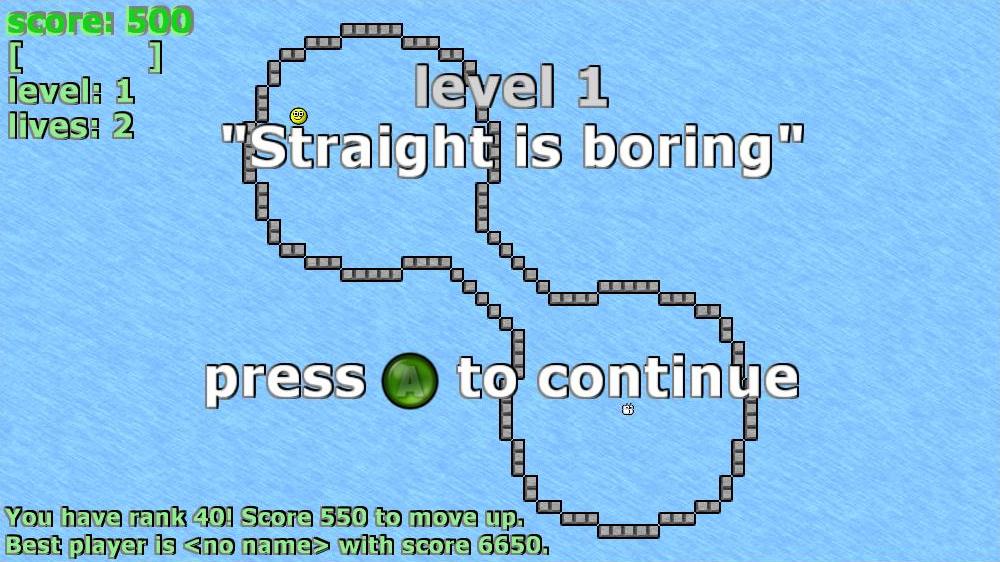 score: 500
[ ]
level: 1
lives: 2
level 1
"Straight is boring"
press A to continue
You have rank 40! Score 550 to move up.
Best player is <no name> with score 6650.